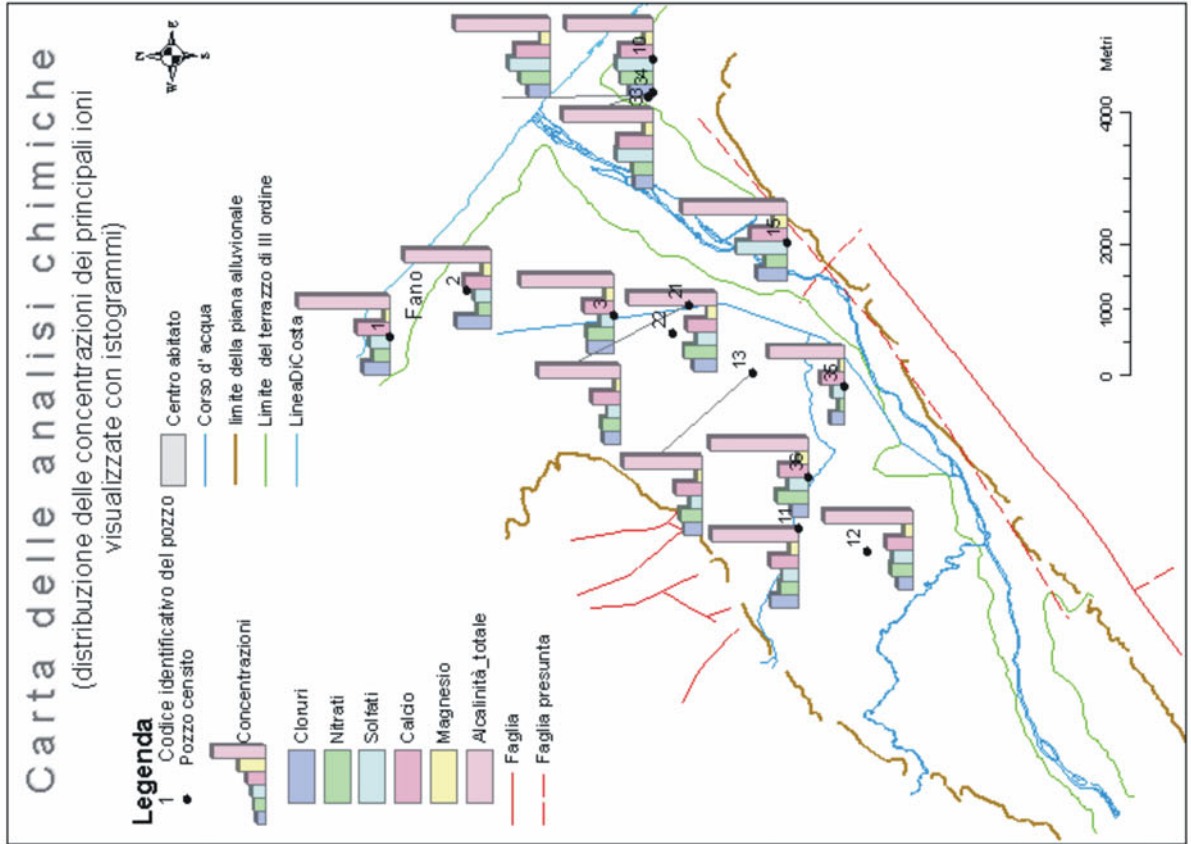 Carta delle analisi chimiche
(distribuzione delle concentrazioni dei principali ioni
visualizzate con istogrammi)
N
W
E
S
Legenda
1 Codice identificativo del pozzo
Pozzo censito
Concentrazioni
Cloruri
Nitrati
Solfati
Calcio
Magnesio
Alcalinità_totale
Faglia
Faglia presunta
Centro abitato
Corso d' acqua
limite della piana alluvionale
Limite del terrazzo di III ordine
LineaDiCosta
1
Fano
2
3
21
22
13
15
33
34
10
35
36
11
12
0
1000
2000
4000
Metri